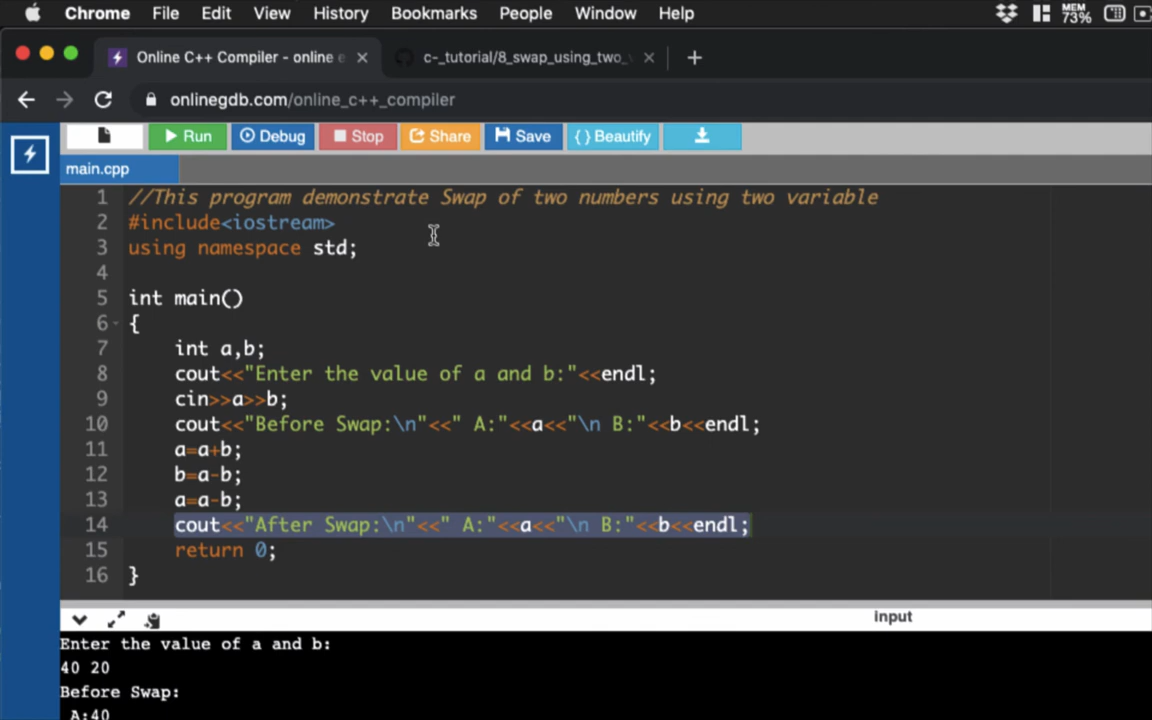 Chrome File Edit View History Bookmarks People Window Help MEM 73%
Online C++ Compiler - online e c-_tutorial/8_swap_using_two_
onlinegdb.com/online_c++_compiler
Run Debug Stop Share Save {} Beautify
main.cpp
1 //This program demonstrate Swap of two numbers using two variable
2 #include<iostream>
3 using namespace std;
4
5 int main()
6 {
7 int a,b;
8 cout<<"Enter the value of a and b:"<<endl;
9 cin>>a>>b;
10 cout<<"Before Swap:\n"<<" A:"<<a<<"\n B:"<<b<<endl;
11 a=a+b;
12 b=a-b;
13 a=a-b;
14 cout<<"After Swap:\n"<<" A:"<<a<<"\n B:"<<b<<endl;
15 return 0;
16 }
input
Enter the value of a and b:
40 20
Before Swap:
A:40